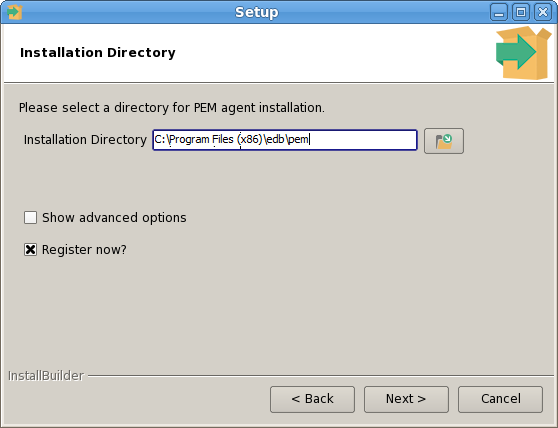 Setup
Installation Directory
Please select a directory for PEM agent installation.
Installation Directory C:\Program Files (x86)\edb\pem
Show advanced options
Register now?
InstallBuilder
< Back Next > Cancel